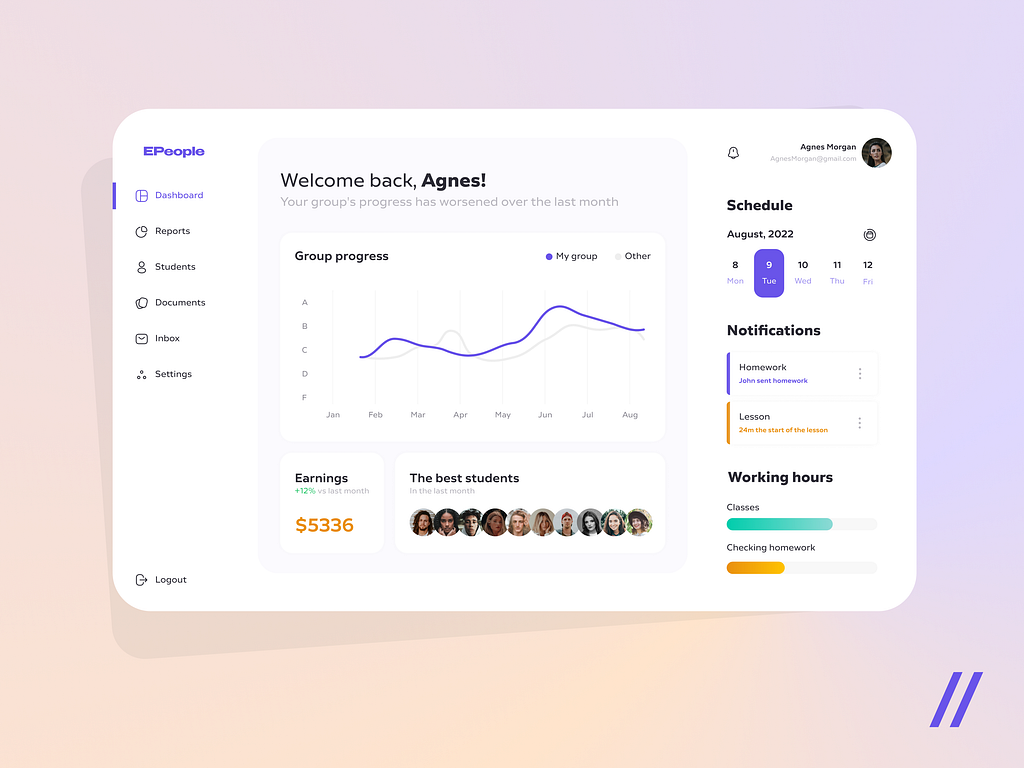 EPeople
Dashboard
Reports
Students
Documents
Inbox
Settings
Logout
Welcome back, Agnes!
Your group's progress has worsened over the last month
Group progress
My group
Other
A
B
C
D
F
Jan Feb Mar Apr May Jun Jul Aug
Earnings
+12% vs last month
$5336
The best students
In the last month
Agnes Morgan
AgnesMorgan@gmail.com
Schedule
August, 2022
8 9 10 11 12
Mon Tue Wed Thu Fri
Notifications
Homework
John sent homework
Lesson
24m the start of the lesson
Working hours
Classes
Checking homework